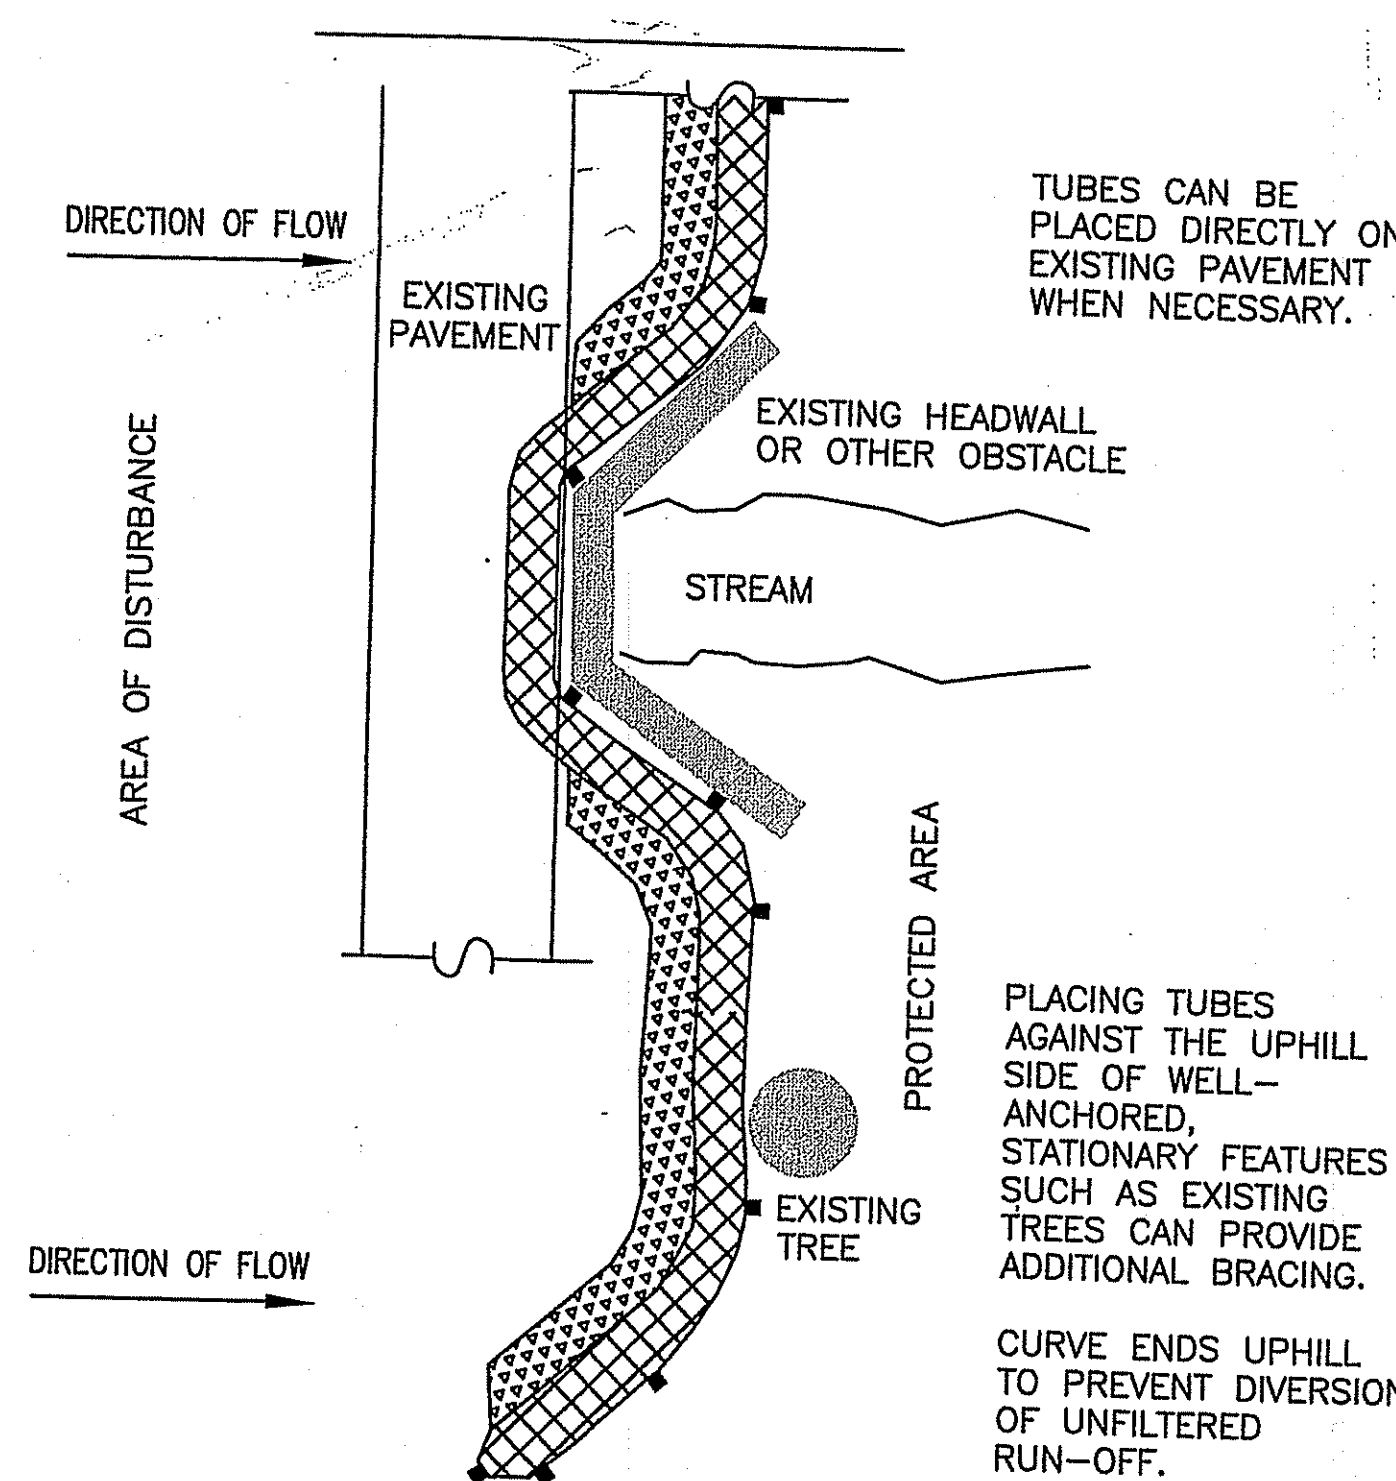 TUBES CAN BE
PLACED DIRECTLY ON
EXISTING PAVEMENT
WHEN NECESSARY.
DIRECTION OF FLOW
EXISTING
PAVEMENT
EXISTING HEADWALL
OR OTHER OBSTACLE
AREA OF DISTURBANCE
STREAM
PROTECTED AREA
PLACING TUBES
AGAINST THE UPHILL
SIDE OF WELL-
ANCHORED,
STATIONARY FEATURES
SUCH AS EXISTING
TREES CAN PROVIDE
ADDITIONAL BRACING.
EXISTING
TREE
DIRECTION OF FLOW
CURVE ENDS UPHILL
TO PREVENT DIVERSION
OF UNFILTERED
RUN-OFF.